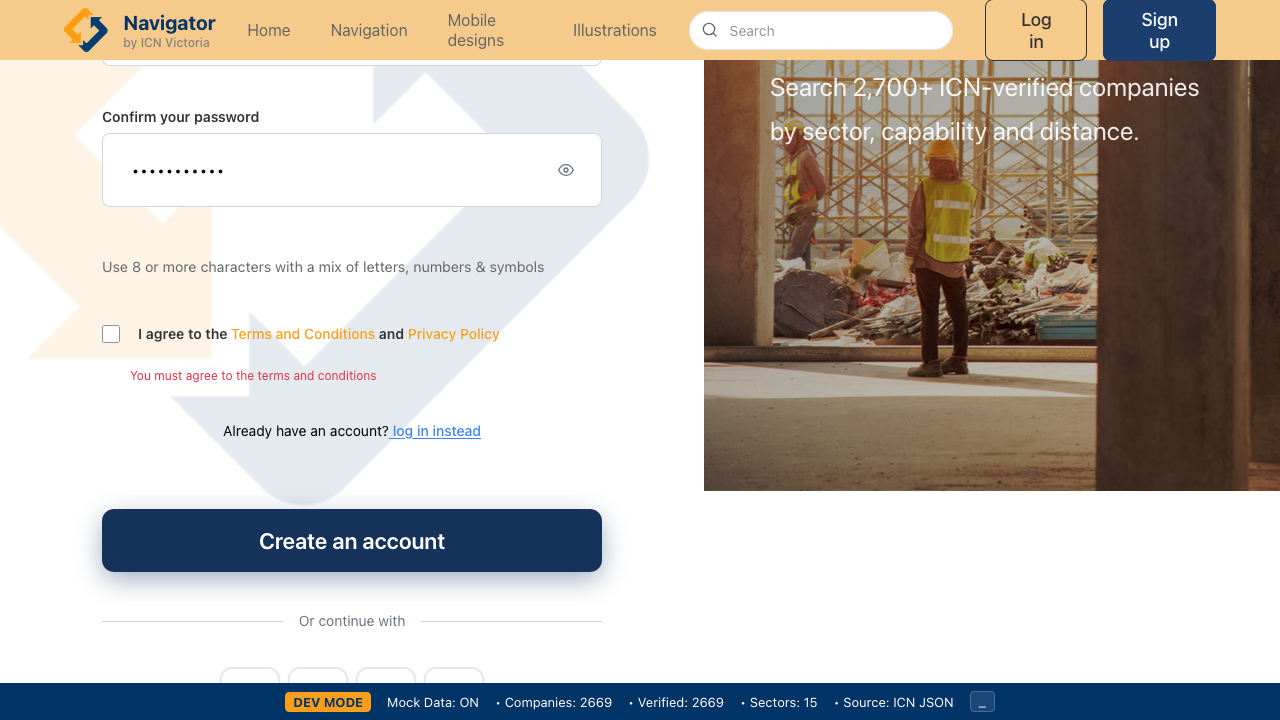 Navigator
by ICN Victoria
Home
Navigation
Mobile
designs
Illustrations
Search
Log
in
Sign
up
Search 2,700+ ICN-verified companies
by sector, capability and distance.
Confirm your password
•••••••••••
Use 8 or more characters with a mix of letters, numbers & symbols
I agree to the Terms and Conditions and Privacy Policy
You must agree to the terms and conditions
Already have an account? log in instead
Create an account
Or continue with
DEV MODE Mock Data: ON • Companies: 2669 • Verified: 2669 • Sectors: 15 • Source: ICN JSON _